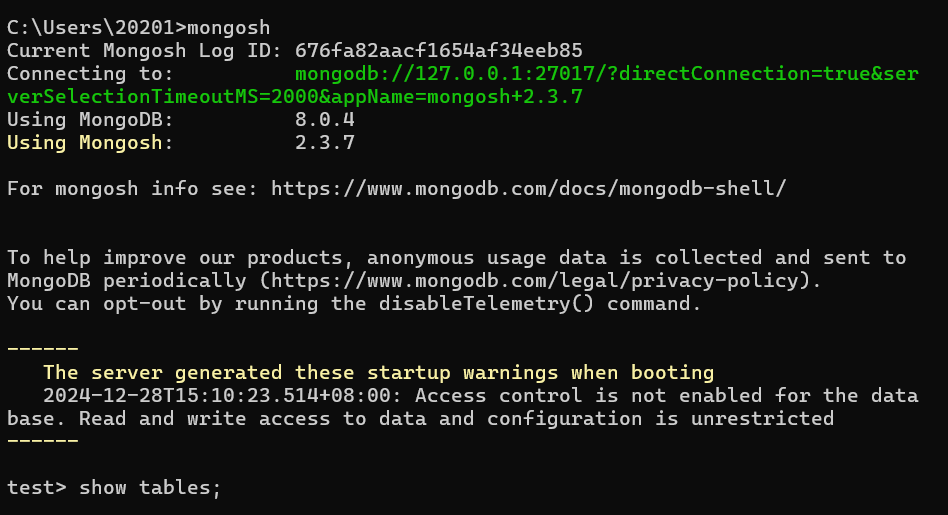 C:\Users\20201>mongosh
Current Mongosh Log ID: 676fa82aacf1654af34eeb85
Connecting to:          mongodb://127.0.0.1:27017/?directConnection=true&ser
verSelectionTimeoutMS=2000&appName=mongosh+2.3.7
Using MongoDB:          8.0.4
Using Mongosh:          2.3.7
For mongosh info see: https://www.mongodb.com/docs/mongodb-shell/
To help improve our products, anonymous usage data is collected and sent to
MongoDB periodically (https://www.mongodb.com/legal/privacy-policy).
You can opt-out by running the disableTelemetry() command.
------
   The server generated these startup warnings when booting
   2024-12-28T15:10:23.514+08:00: Access control is not enabled for the data
base. Read and write access to data and configuration is unrestricted
------
test> show tables;